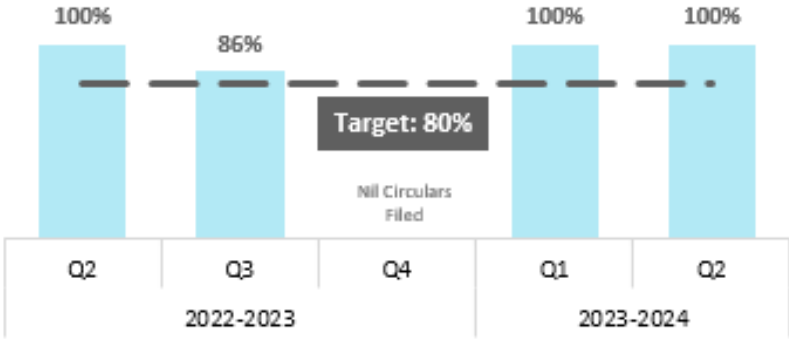 100%
86%
100%
100%
Target: 80%
Nil Circulars
Filed
Q2 Q3 Q4 Q1 Q2
2022-2023 2023-2024